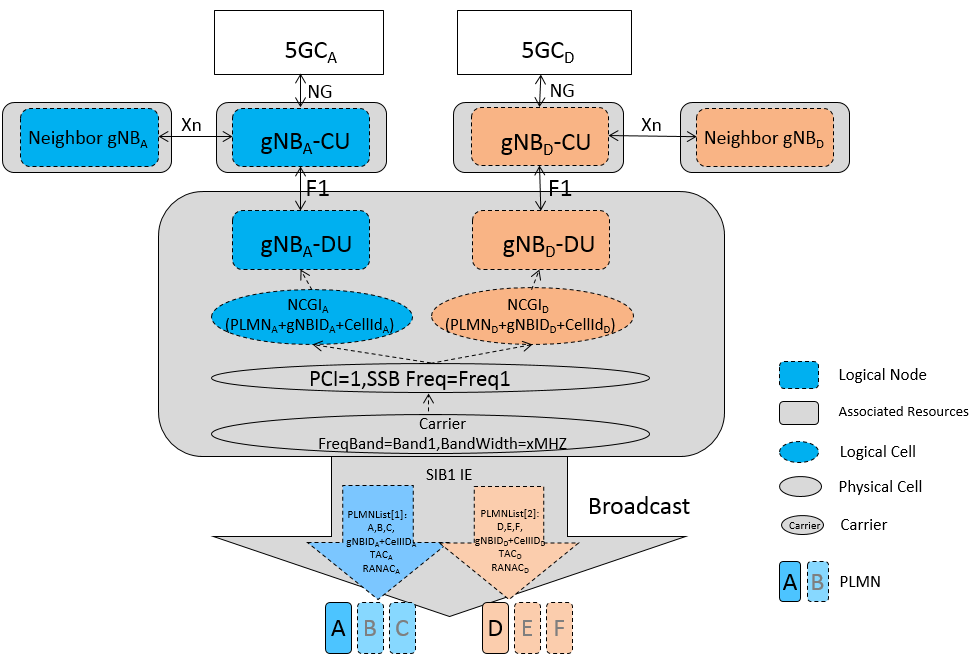 5GCA
5GCD
NG
NG
Neighbor gNBA
Xn
gNBA-CU
gNBD-CU
Xn
Neighbor gNBD
F1
F1
gNBA-DU
gNBD-DU
NCGIA
(PLMNA+gNBIDA+CellIdA)
NCGID
(PLMND+gNBIDD+CellIdD)
PCI=1,SSB Freq=Freq1
Carrier
FreqBand=Band1,BandWidth=xMHZ
SIB1 IE
Broadcast
PLMNList[1]:
A,B,C,
gNBIDA+CellIDA
TACA
RANACA
PLMNList[2]:
D,E,F,
gNBIDD+CellIDD
TACD
RANACD
A
B
C
D
E
F
Logical Node
Associated Resources
Logical Cell
Physical Cell
Carrier
Carrier
A
B
PLMN